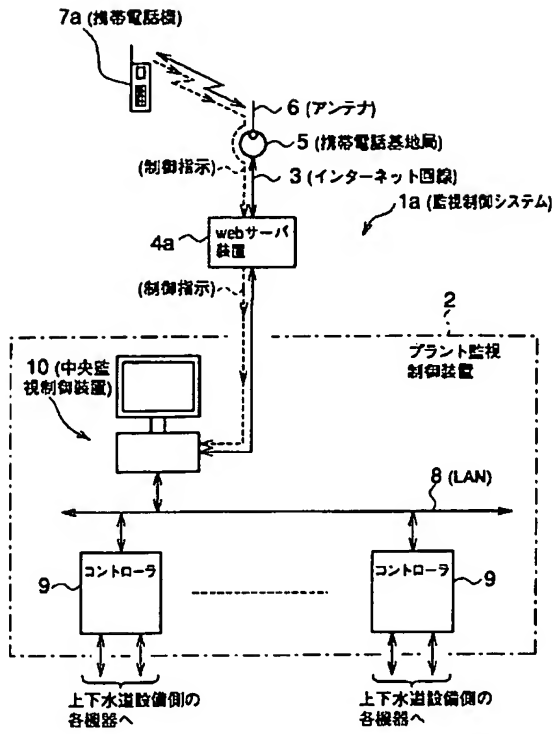 7a (携帯電話機)
6 (アンテナ)
5 (携帯電話基地局)
(制御指示)
3 (インターネット回線)
1a (監視制御システム)
4a
webサーバ
装置
(制御指示)
2
プラント監視
制御装置
10 (中央監
視制御装置)
8 (LAN)
9
コントローラ
コントローラ
9
上下水道設備側の
各機器へ
上下水道設備側の
各機器へ